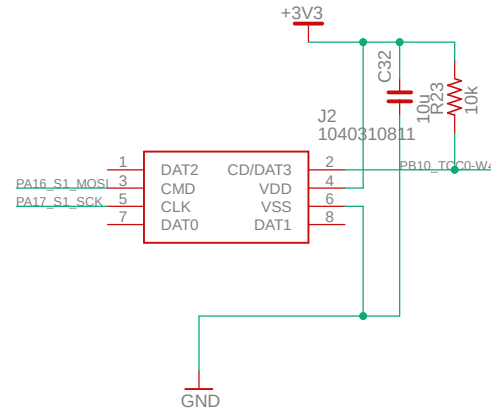 +3V3
C32
10u
R23
10k
J2
1040310811
1 DAT2 CD/DAT3 2
PB10_TCC0-W4
PA16_S1_MOSI 3 CMD VDD 4
PA17_S1_SCK 5 CLK VSS 6
7 DAT0 DAT1 8
GND